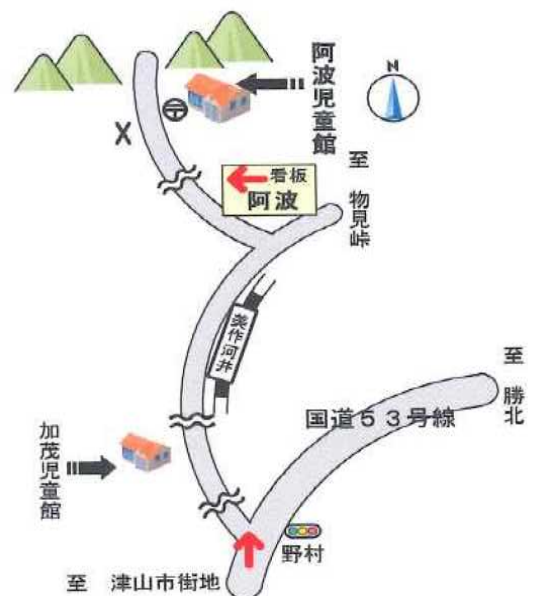 阿波児童館
N
〒
X
看板
阿波
至 物見峠
美作河井
至 勝北
国道53号線
加茂児童館
野村
至 津山市街地